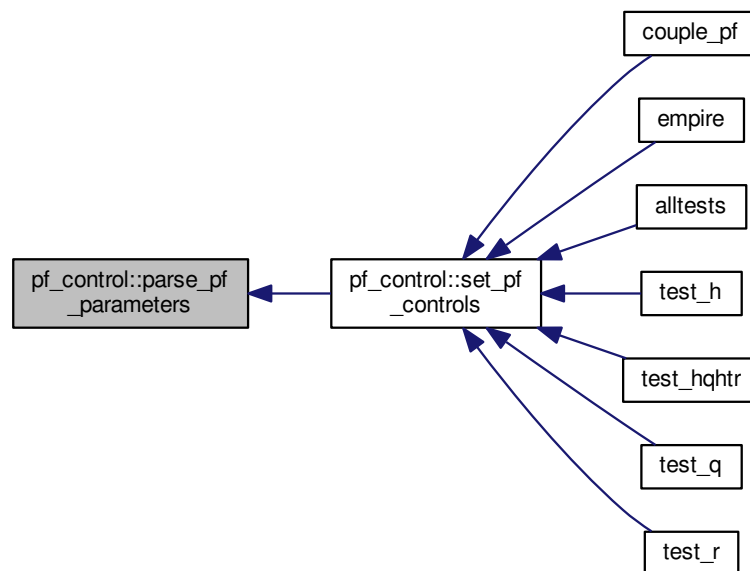 couple_pf
empire
alltests
pf_control::parse_pf
_parameters
pf_control::set_pf
_controls
test_h
test_hqhtr
test_q
test_r